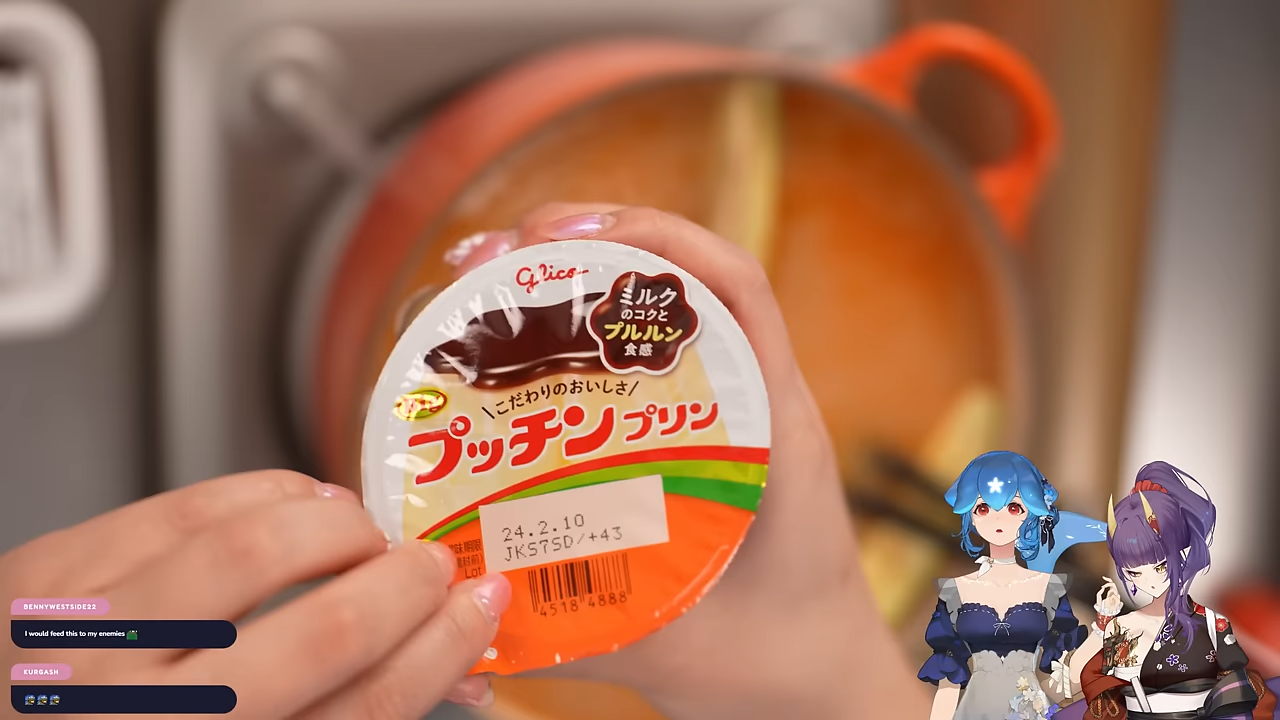 Glico
ミルク
のコクと
プルルン
食感
\こだわりのおいしさ/
プッチンプリン
24.2.10
JKS7SD/+43
Lot
4518 4888
BENNYWESTSIDE22
I would feed this to my enemies
KURGASH